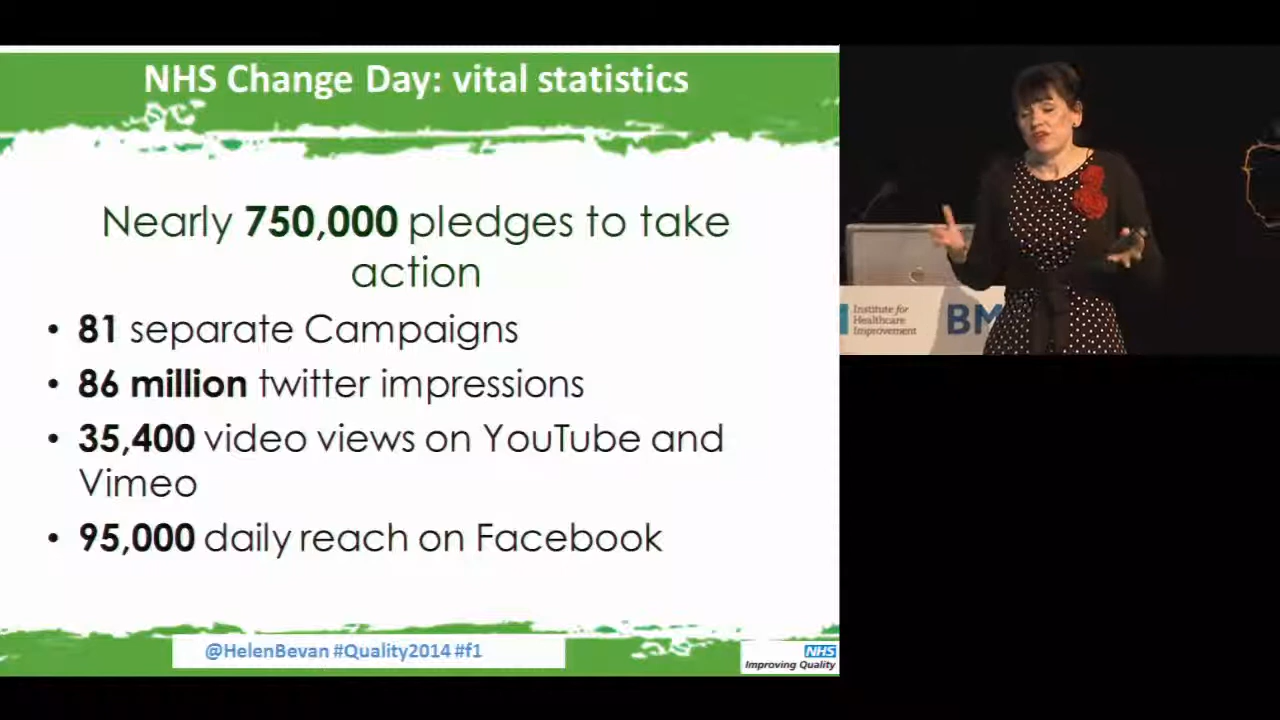 NHS Change Day: vital statistics
Nearly 750,000 pledges to take
action
• 81 separate Campaigns
• 86 million twitter impressions
• 35,400 video views on YouTube and
Vimeo
• 95,000 daily reach on Facebook
@HelenBevan #Quality2014 #f1
NHS
Improving Quality
Institute for
Healthcare
Improvement
BM